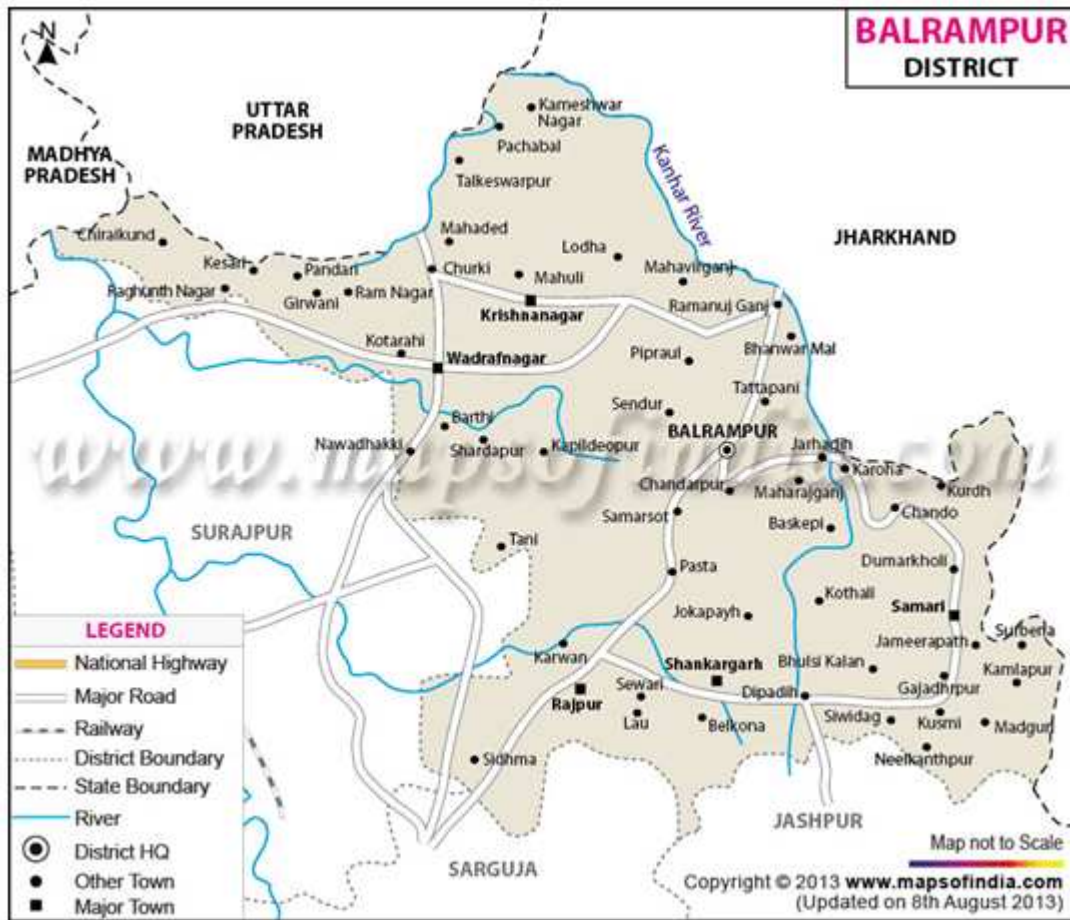 BALRAMPUR
DISTRICT
N
UTTAR
PRADESH
MADHYA
PRADESH
JHARKHAND
Kanhar River
Kameshwar
Nagar
Pachabal
Talkeswarpur
Chiraikund
Mahaded
Lodha
Kesari
Pandari
Churki
Mahuli
Mahavirganj
Raghunth Nagar
Girwani
Ram Nagar
Krishnanagar
Ramanuj Ganj
Kotarahi
Wadrafnagar
Pipraul
Bhanwar Mal
Tattapani
Sendur
Barthi
BALRAMPUR
Nawadhakki
Shardapur
Kapildeopur
Jarhadih
Karoha
www.mapsofindia.com
Chandarpur
Maharajganj
Kurdh
Samarsot
Chando
SURAJPUR
Baskepi
Tani
Pasta
Dumarkholi
Kothali
Samari
Jokapayh
Jameerapath
Surbena
Karwan
Shankargarh
Bhulsi Kalan
Kamlapur
Rajpur
Sewari
Dipadih
Gajadhrpur
Lau
Belkona
Siwidag
Kusmi
Madguri
Sidhma
Neelkanthpur
JASHPUR
SARGUJA
LEGEND
National Highway
Major Road
Railway
District Boundary
State Boundary
River
District HQ
Other Town
Major Town
Map not to Scale
Copyright © 2013 www.mapsofindia.com
(Updated on 8th August 2013)